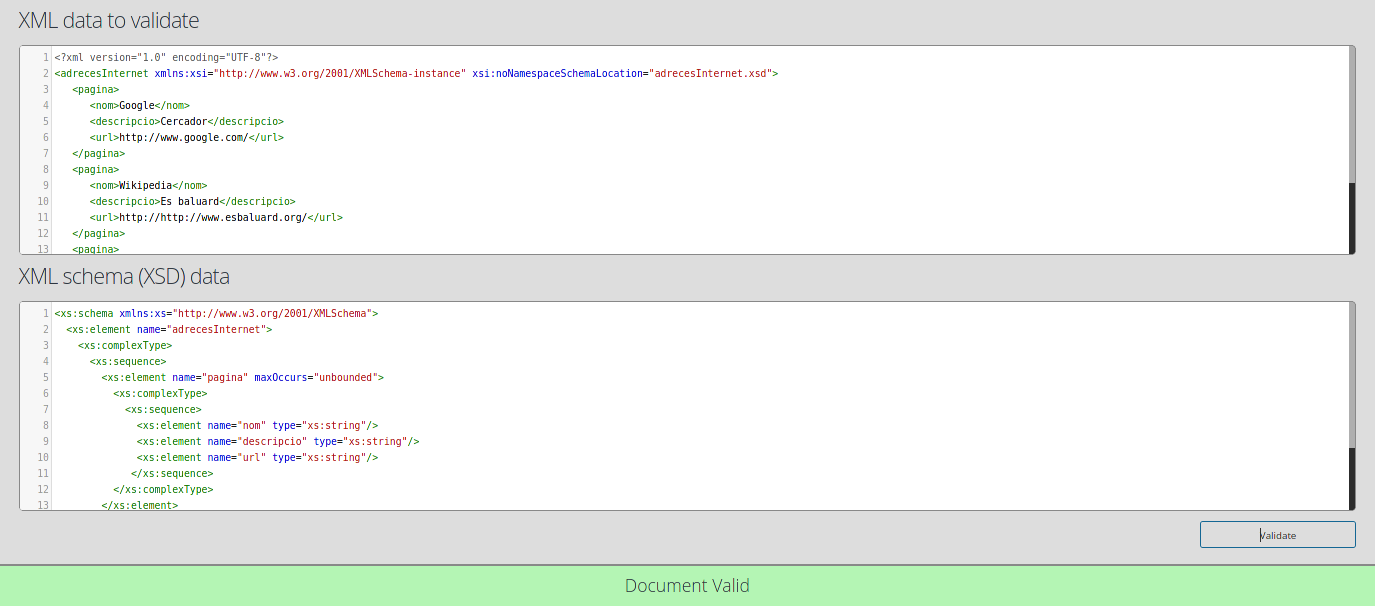 XML data to validate
1 <?xml version="1.0" encoding="UTF-8"?>
2 <adrecesInternet xmlns:xsi="http://www.w3.org/2001/XMLSchema-instance" xsi:noNamespaceSchemaLocation="adrecesInternet.xsd">
3 <pagina>
4 <nom>Google</nom>
5 <descripcio>Cercador</descripcio>
6 <url>http://www.google.com/</url>
7 </pagina>
8 <pagina>
9 <nom>Wikipedia</nom>
10 <descripcio>Es baluard</descripcio>
11 <url>http://http://www.esbaluard.org/</url>
12 </pagina>
13 <pagina>
XML schema (XSD) data
1 <xs:schema xmlns:xs="http://www.w3.org/2001/XMLSchema">
2 <xs:element name="adrecesInternet">
3 <xs:complexType>
4 <xs:sequence>
5 <xs:element name="pagina" maxOccurs="unbounded">
6 <xs:complexType>
7 <xs:sequence>
8 <xs:element name="nom" type="xs:string"/>
9 <xs:element name="descripcio" type="xs:string"/>
10 <xs:element name="url" type="xs:string"/>
11 </xs:sequence>
12 </xs:complexType>
13 </xs:element>
Validate
Document Valid